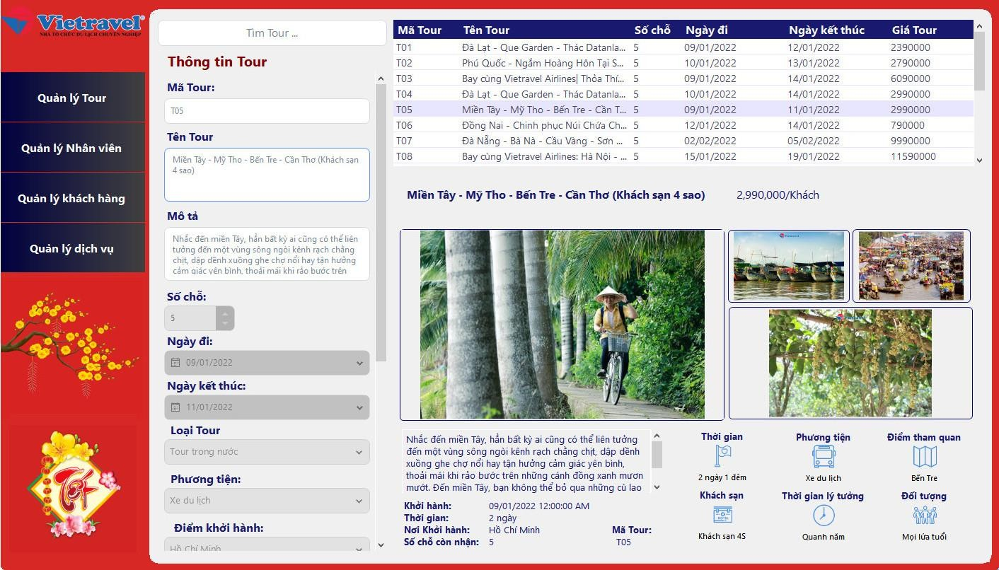 Vietravel®
NHÀ TỔ CHỨC DU LỊCH CHUYÊN NGHIỆP
Quản lý Tour
Quản lý Nhân viên
Quản lý khách hàng
Quản lý dịch vụ
Tết
Tìm Tour ...
Thông tin Tour
Mã Tour:
T05
Tên Tour
Miền Tây - Mỹ Tho - Bến Tre - Cần Thơ (Khách sạn
4 sao)
Mô tả
Nhắc đến miền Tây, hẳn bất kỳ ai cũng có thể liên
tưởng đến một vùng sông ngòi kênh rạch chằng
chịt, dập dềnh xuồng ghe chợ nổi hay tận hưởng
cảm giác yên bình, thoải mái khi rảo bước trên
Số chỗ:
5
Ngày đi:
09/01/2022
Ngày kết thúc:
11/01/2022
Loại Tour
Tour trong nước
Phương tiện:
Xe du lịch
Điểm khởi hành:
Hồ Chí Minh
Mã Tour Tên Tour Số chỗ Ngày đi Ngày kết thúc Giá Tour
T01 Đà Lạt - Que Garden - Thác Datanla... 5 09/01/2022 12/01/2022 2390000
T02 Phú Quốc - Ngắm Hoàng Hôn Tại S... 5 10/01/2022 13/01/2022 2790000
T03 Bay cùng Vietravel Airlines| Thỏa Thí... 5 09/01/2022 14/01/2022 6090000
T04 Đà Lạt - Que Garden - Thác Datanla... 5 10/01/2022 14/01/2022 2990000
T05 Miền Tây - Mỹ Tho - Bến Tre - Cần T... 5 09/01/2022 11/01/2022 2990000
T06 Đồng Nai - Chinh phục Núi Chứa Ch... 5 12/01/2022 14/01/2022 790000
T07 Đà Nẵng - Bà Nà - Cầu Vàng - Sơn ... 5 02/02/2022 05/02/2022 9990000
T08 Bay cùng Vietravel Airlines: Hà Nội - ... 5 15/01/2022 19/01/2022 11590000
Miền Tây - Mỹ Tho - Bến Tre - Cần Thơ (Khách sạn 4 sao) 2,990,000/Khách
Vietravel
Nhắc đến miền Tây, hẳn bất kỳ ai cũng có thể liên tưởng
đến một vùng sông ngòi kênh rạch chằng chịt, dập dềnh
xuồng ghe chợ nổi hay tận hưởng cảm giác yên bình,
thoải mái khi rảo bước trên những cánh đồng xanh mươn
mướt. Đến miền Tây, bạn không thể bỏ qua những cù lao
Khởi hành: 09/01/2022 12:00:00 AM
Thời gian: 2 ngày
Nơi Khởi hành: Hồ Chí Minh Mã Tour:
Số chỗ còn nhận: 5 T05
Thời gian Phương tiện Điểm tham quan
2 ngày 1 đêm Xe du lịch Bến Tre
Khách sạn Thời gian lý tưởng Đối tượng
HOTEL
Khách sạn 4S Quanh năm Mọi lứa tuổi